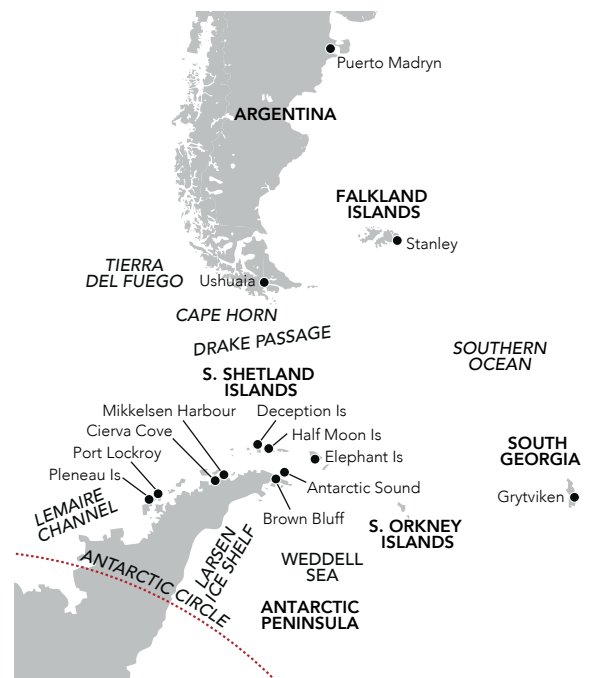 Puerto Madryn
ARGENTINA
FALKLAND
ISLANDS
Stanley
TIERRA
DEL FUEGO
Ushuaia
CAPE HORN
DRAKE PASSAGE
SOUTHERN
OCEAN
S. SHETLAND
ISLANDS
Mikkelsen Harbour
Deception Is
Cierva Cove
Half Moon Is
Port Lockroy
Elephant Is
Pleneau Is
SOUTH
GEORGIA
Antarctic Sound
Grytviken
LEMAIRE
CHANNEL
Brown Bluff
S. ORKNEY
ISLANDS
LARSEN
ICE SHELF
WEDDELL
SEA
ANTARCTIC CIRCLE
ANTARCTIC
PENINSULA